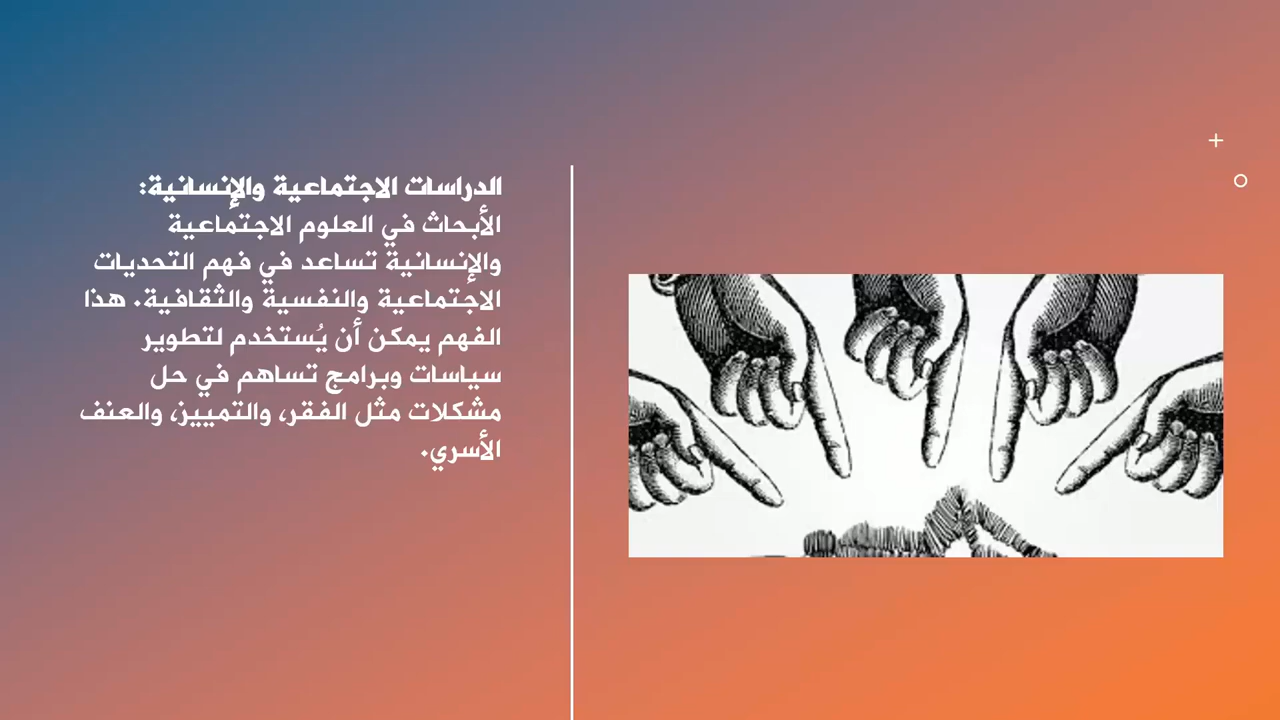 الدراسات الاجتماعية والإنسانية:
الأبحاث في العلوم الاجتماعية
والإنسانية تساعد في فهم التحديات
الاجتماعية والنفسية والثقافية. هذا
الفهم يمكن أن يُستخدم لتطوير
سياسات وبرامج تساهم في حل
مشكلات مثل الفقر، والتمييز، والعنف
الأسري.